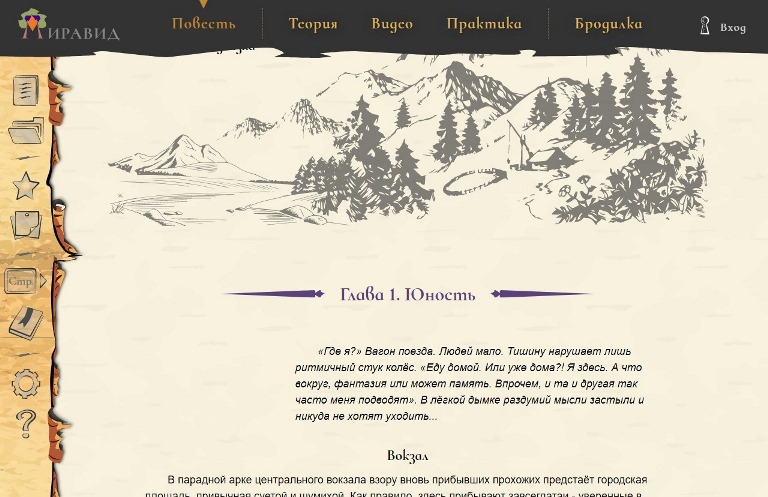 МИРАВИД
Повесть
Теория
Видео
Практика
Бродилка
Вход
Стр.
Глава 1. Юность
«Где я?» Вагон поезда. Людей мало. Тишину нарушает лишь
ритмичный стук колёс. «Еду домой. Или уже дома?! Я здесь. А что
вокруг, фантазия или может память. Впрочем, и та и другая так
часто меня подводят». В лёгкой дымке раздумий мысли застыли и
никуда не хотят уходить...
Вокзал
В парадной арке центрального вокзала взору вновь прибывших прохожих предстаёт городская
площадь, привычная суетой и шумихой. Как правило, здесь прибывают завсегдатаи - уверенные в